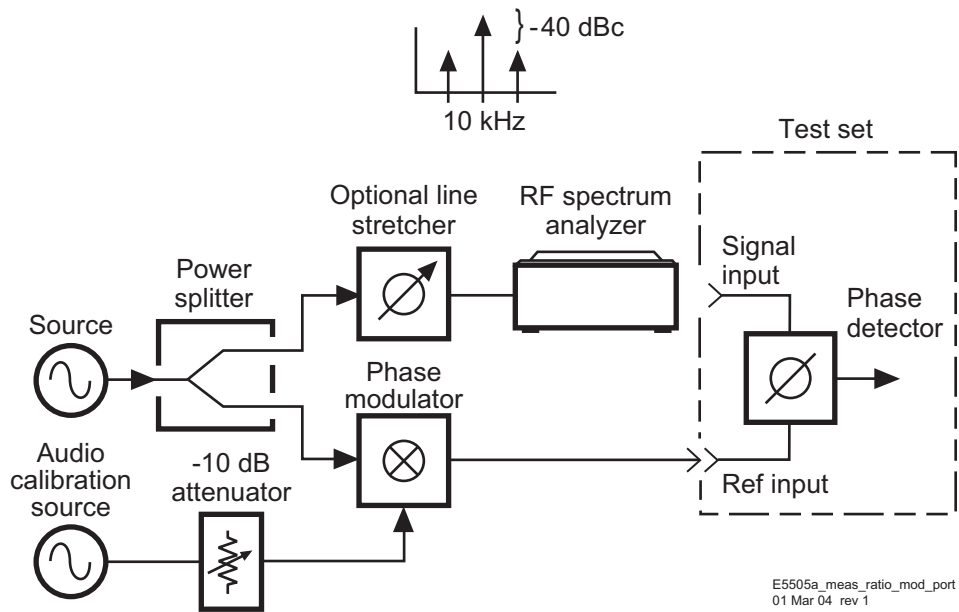 -40 dBc
10 kHz
Test set
Optional line
stretcher
RF spectrum
analyzer
Signal
input
Power
splitter
Phase
detector
Source
Phase
modulator
Audio
calibration
source
-10 dB
attenuator
Ref input
E5505a_meas_ratio_mod_port
01 Mar 04 rev 1